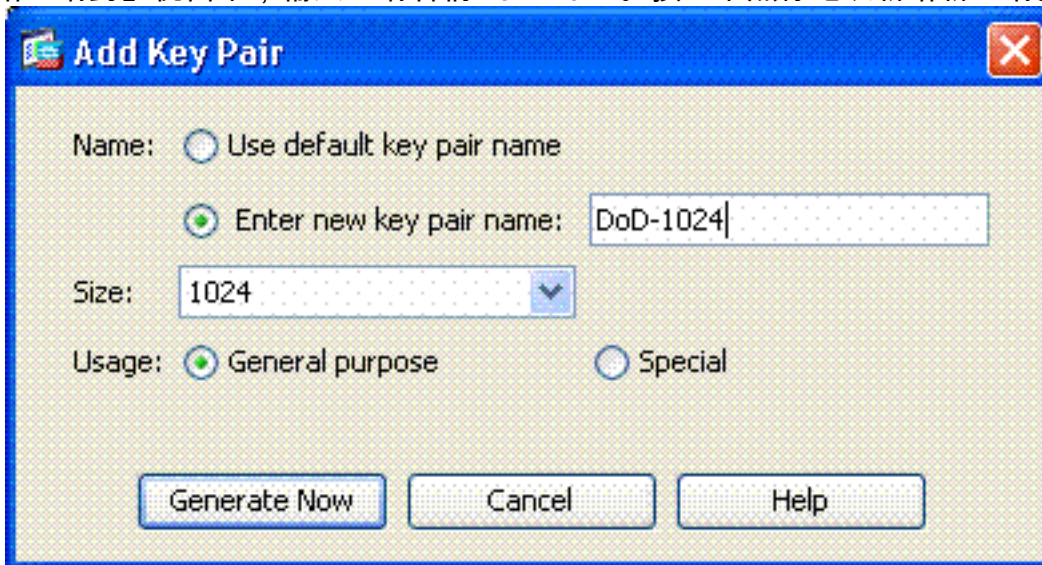 Add Key Pair
Name: Use default key pair name
Enter new key pair name: DoD-1024
Size: 1024
Usage: General purpose Special
Generate Now Cancel Help